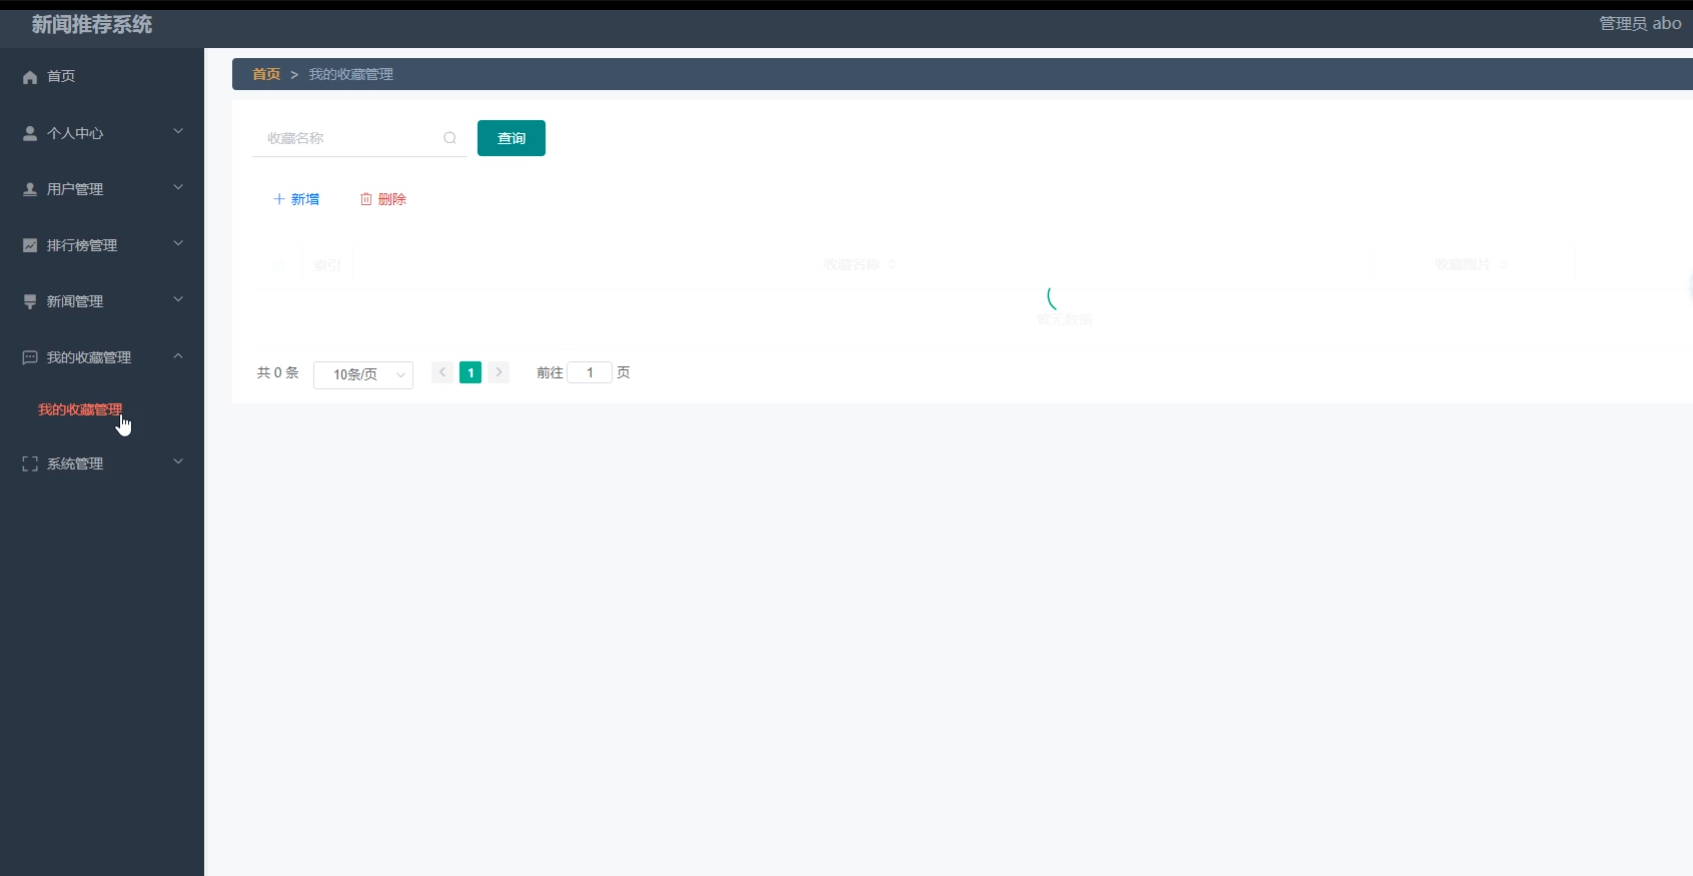 新闻推荐系统
管理员 abo
首页
个人中心
用户管理
排行榜管理
新闻管理
我的收藏管理
我的收藏管理
系统管理
首页 > 我的收藏管理
收藏名称
查询
新增
删除
索引
收藏名称
收藏图片
暂无数据
共 0 条
10条/页
1
前往 1 页